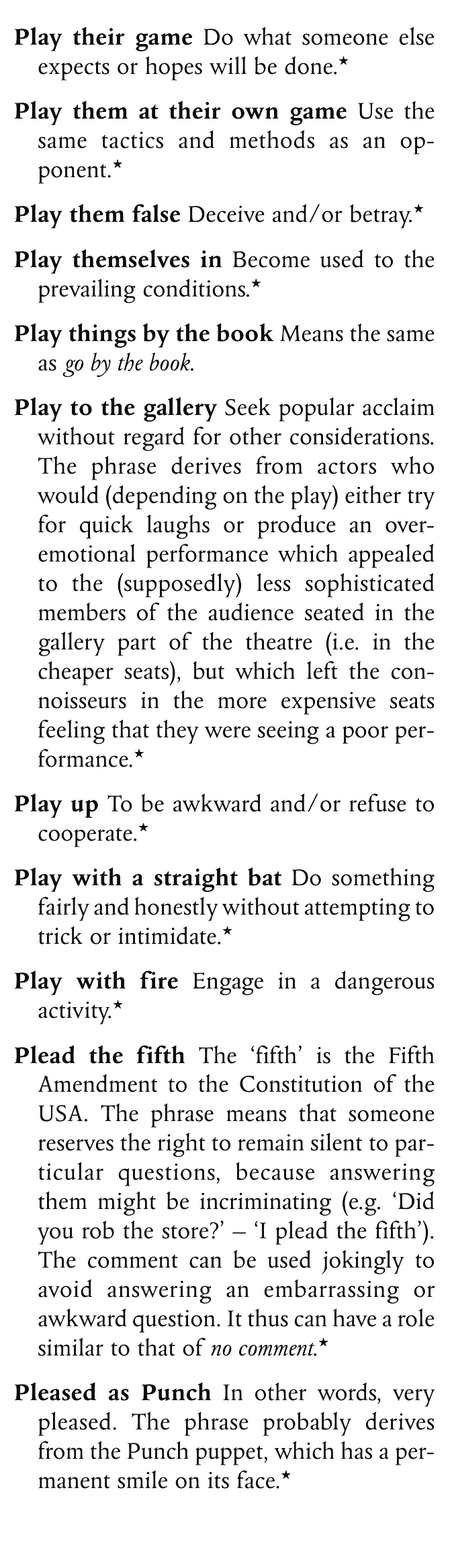 Play their game Do what someone else
expects or hopes will be done.★
Play them at their own game Use the
same tactics and methods as an op-
ponent.★
Play them false Deceive and/or betray.★
Play themselves in Become used to the
prevailing conditions.★
Play things by the book Means the same
as go by the book.
Play to the gallery Seek popular acclaim
without regard for other considerations.
The phrase derives from actors who
would (depending on the play) either try
for quick laughs or produce an over-
emotional performance which appealed
to the (supposedly) less sophisticated
members of the audience seated in the
gallery part of the theatre (i.e. in the
cheaper seats), but which left the con-
noisseurs in the more expensive seats
feeling that they were seeing a poor per-
formance.★
Play up To be awkward and/or refuse to
cooperate.★
Play with a straight bat Do something
fairly and honestly without attempting to
trick or intimidate.★
Play with fire Engage in a dangerous
activity.★
Plead the fifth The ‘fifth’ is the Fifth
Amendment to the Constitution of the
USA. The phrase means that someone
reserves the right to remain silent to par-
ticular questions, because answering
them might be incriminating (e.g. ‘Did
you rob the store?’ – ‘I plead the fifth’).
The comment can be used jokingly to
avoid answering an embarrassing or
awkward question. It thus can have a role
similar to that of no comment.★
Pleased as Punch In other words, very
pleased. The phrase probably derives
from the Punch puppet, which has a per-
manent smile on its face.★